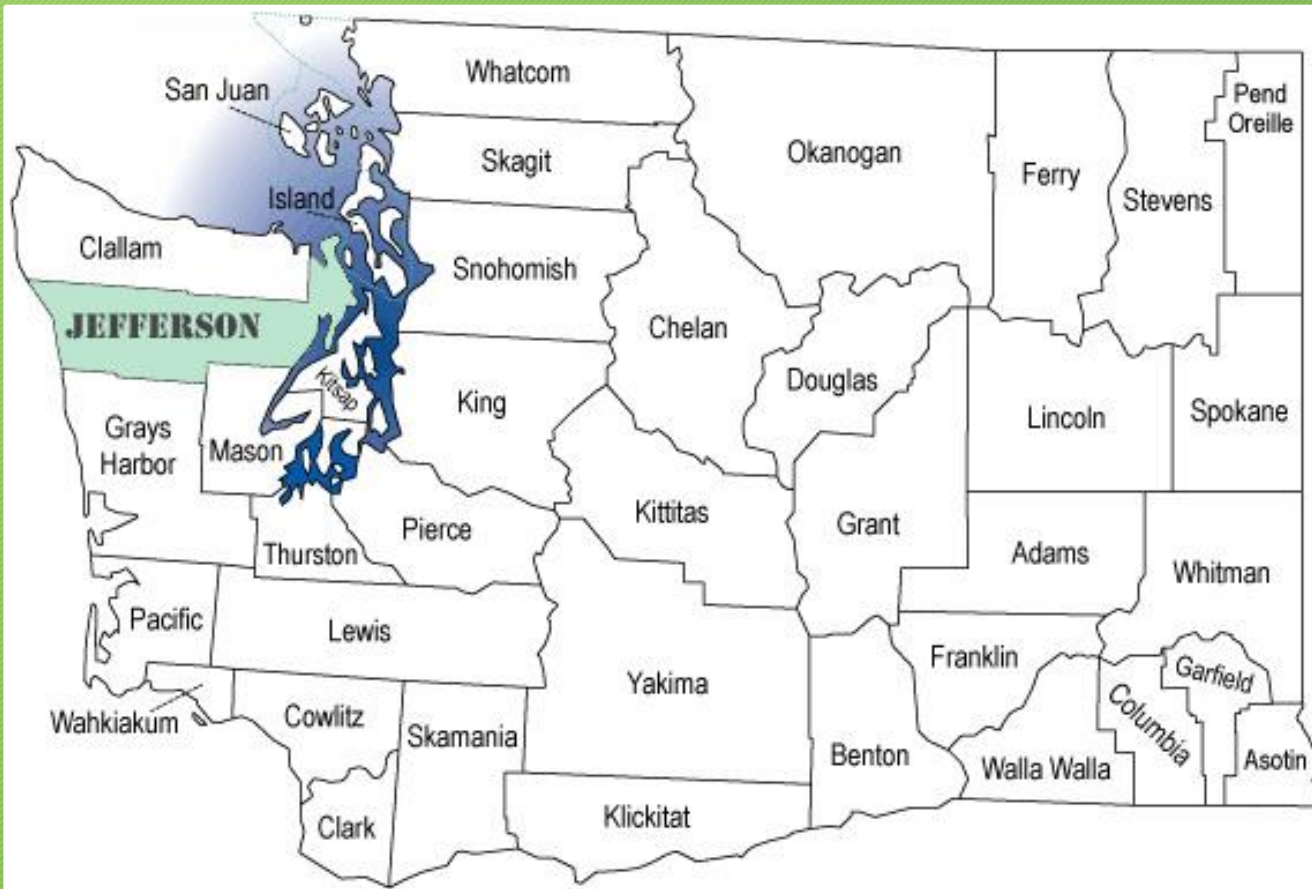 Whatcom
San Juan
Skagit
Island
Clallam
Snohomish
JEFFERSON
Kitsap
King
Grays
Harbor
Mason
Pierce
Thurston
Pacific
Lewis
Wahkiakum
Cowlitz
Skamania
Clark
Okanogan
Ferry
Stevens
Pend
Oreille
Chelan
Douglas
Lincoln
Spokane
Kittitas
Grant
Adams
Whitman
Yakima
Franklin
Garfield
Columbia
Benton
Walla Walla
Asotin
Klickitat